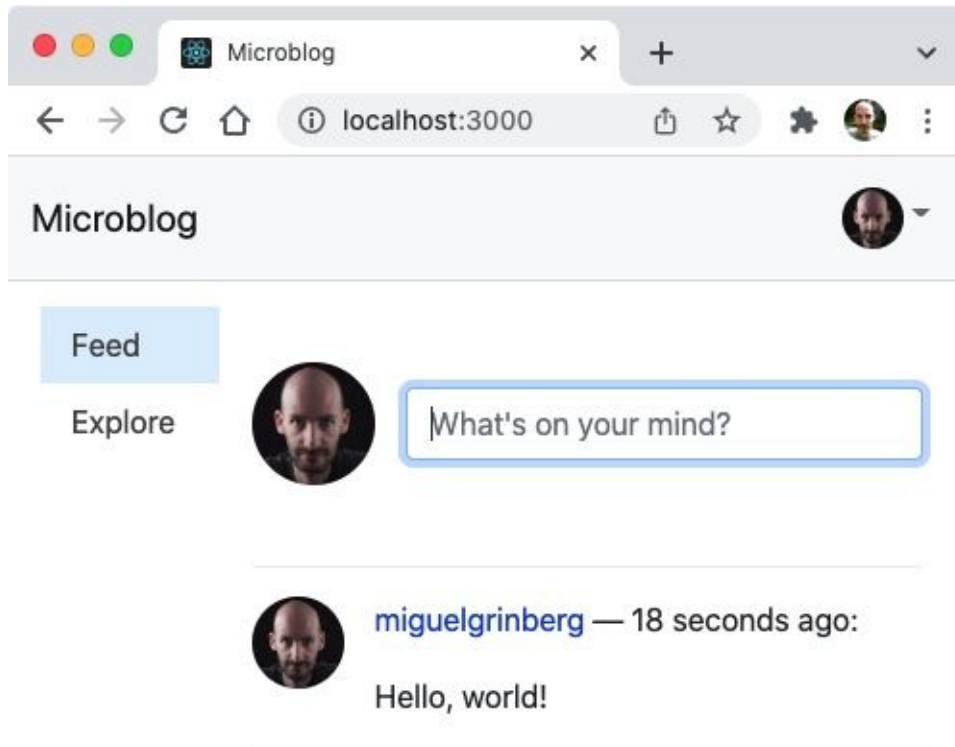 Microblog
localhost:3000
Microblog
Feed
Explore
What's on your mind?
miguelgrinberg — 18 seconds ago:
Hello, world!